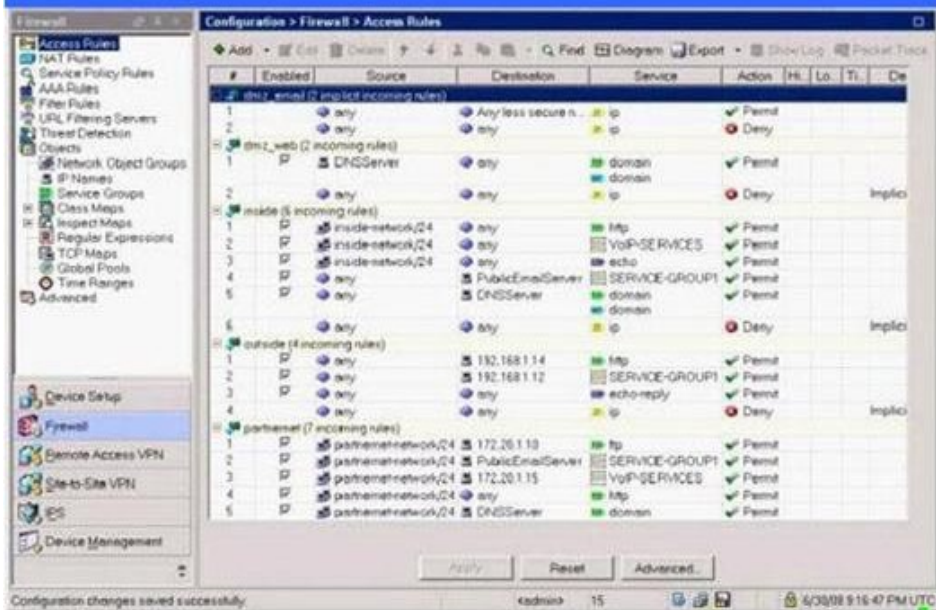 Firewall
Access Rules
NAT Rules
Service Policy Rules
AAA Rules
Filter Rules
URL Filtering Servers
Threat Detection
Objects
Network Object Groups
IP Names
Service Groups
Class Maps
Inspect Maps
Regular Expressions
TCP Maps
Global Pools
Time Ranges
Advanced
Device Setup
Firewall
Remote Access VPN
Site-to-Site VPN
IPS
Device Management
Configuration > Firewall > Access Rules
Add Edit Delete Find Diagram Export Show Log Packet Trace
# Enabled Source Destination Service Action Hi... Lo... Ti... De
dmz_email (2 implicit incoming rules)
1 any Any less secure n... ip Permit
2 any any ip Deny
dmz_web (2 incoming rules)
1 DNSServer any domain Permit
domain
2 any any ip Deny Implici
inside (6 incoming rules)
1 inside-network/24 any http Permit
2 inside-network/24 any VoIP-SERVICES Permit
3 inside-network/24 any echo Permit
4 any PublicEmailServer SERVICE-GROUP1 Permit
5 any DNSServer domain Permit
domain
6 any any ip Deny Implici
outside (4 incoming rules)
1 any 192.168.1.14 http Permit
2 any 192.168.1.12 SERVICE-GROUP1 Permit
3 any any echo-reply Permit
4 any any ip Deny Implici
partnernet (7 incoming rules)
1 partnernet-network/24 172.20.1.10 ftp Permit
2 partnernet-network/24 PublicEmailServer SERVICE-GROUP1 Permit
3 partnernet-network/24 172.20.1.15 VoIP-SERVICES Permit
4 partnernet-network/24 any http Permit
5 partnernet-network/24 DNSServer domain Permit
Apply Reset Advanced...
Configuration changes saved successfully. <admin> 15 6/30/08 9:16:47 PM UTC